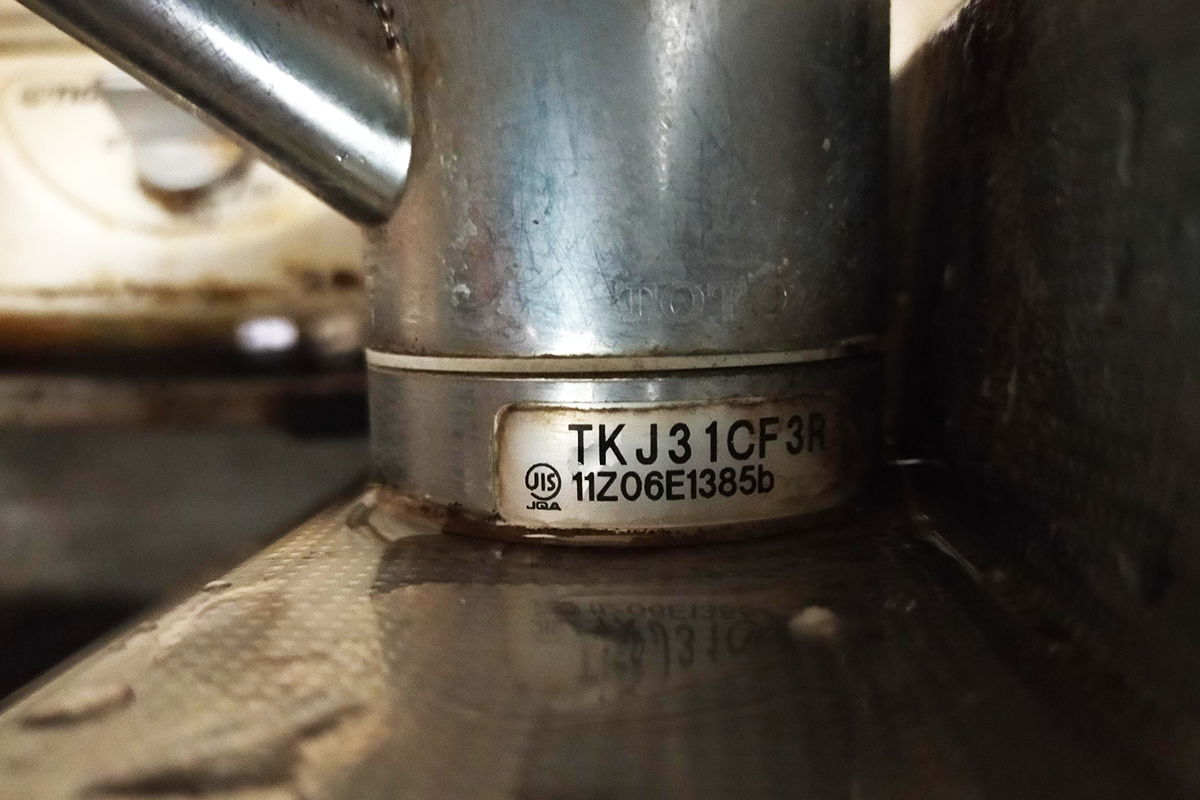 TOTO
TKJ31CF3R
JIS
11Z06E1385b
JQA